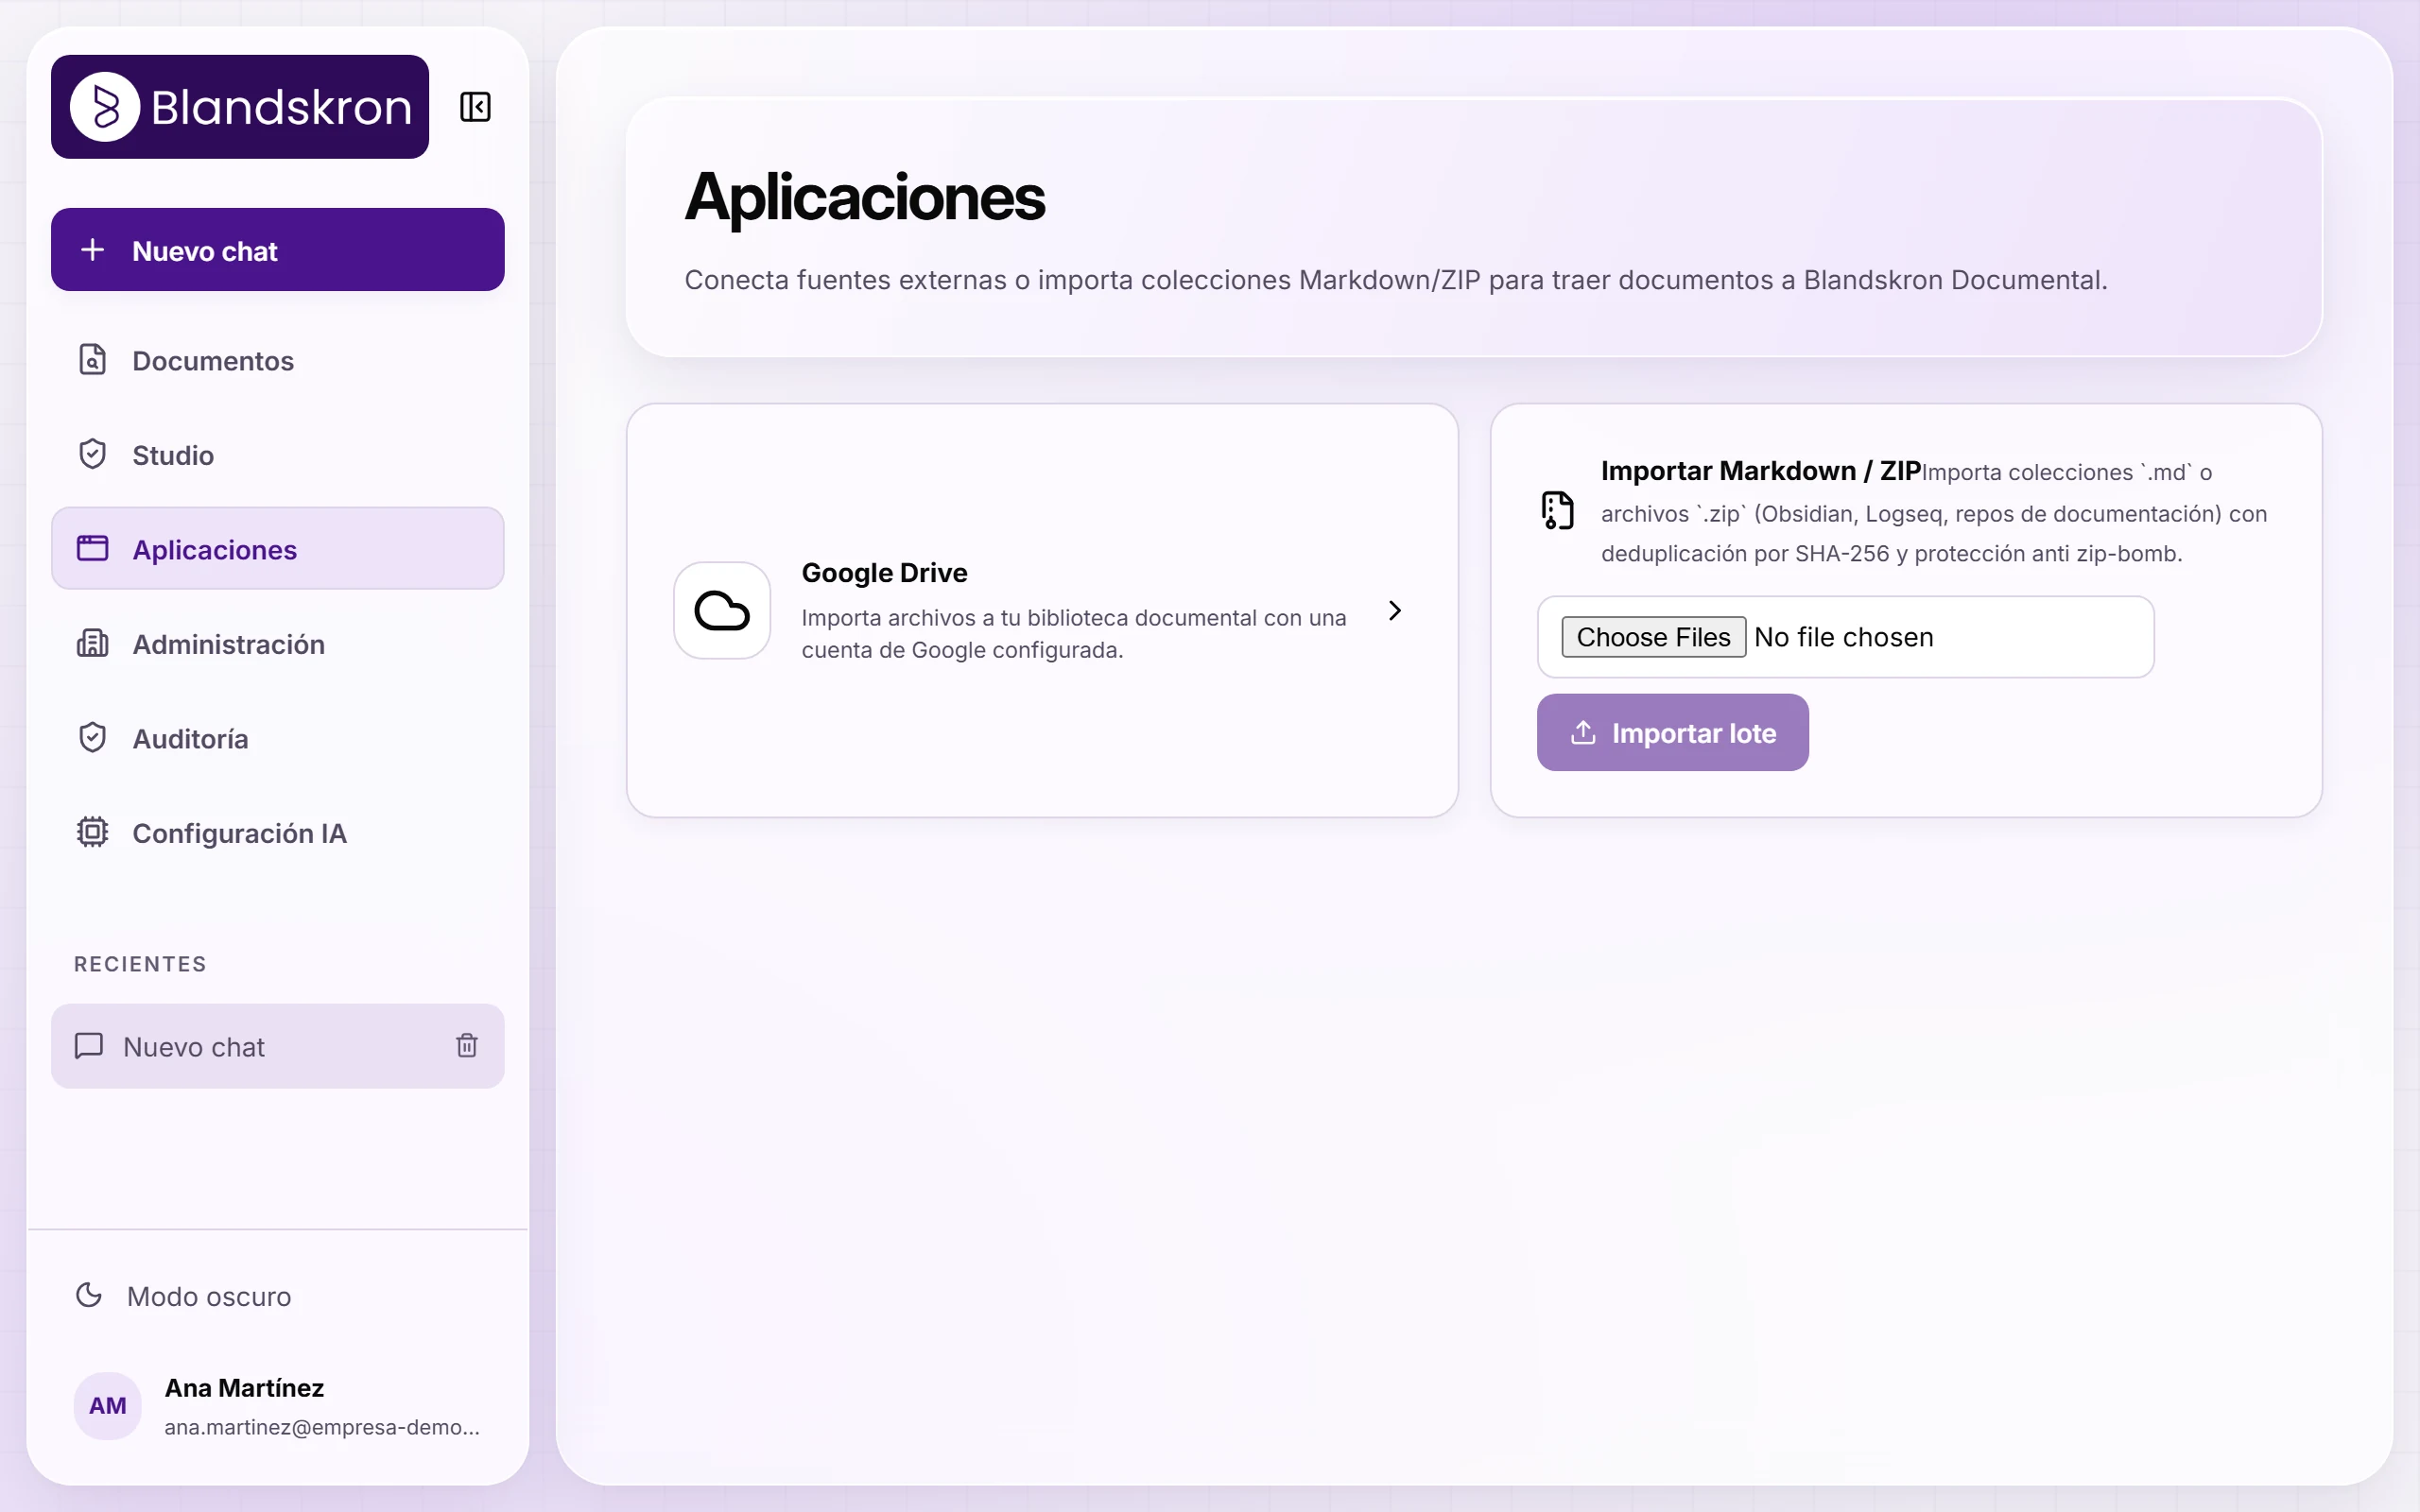 Blandskron
Nuevo chat
Documentos
Studio
Aplicaciones
Administración
Auditoría
Configuración IA
RECIENTES
Nuevo chat
Modo oscuro
AM
Ana Martínez
ana.martinez@empresa-demo...
Aplicaciones
Conecta fuentes externas o importa colecciones Markdown/ZIP para traer documentos a Blandskron Documental.
Google Drive
Importa archivos a tu biblioteca documental con una
cuenta de Google configurada.
Importar Markdown / ZIPImporta colecciones `.md` o
archivos `.zip` (Obsidian, Logseq, repos de documentación) con
deduplicación por SHA-256 y protección anti zip-bomb.
Choose Files No file chosen
Importar lote